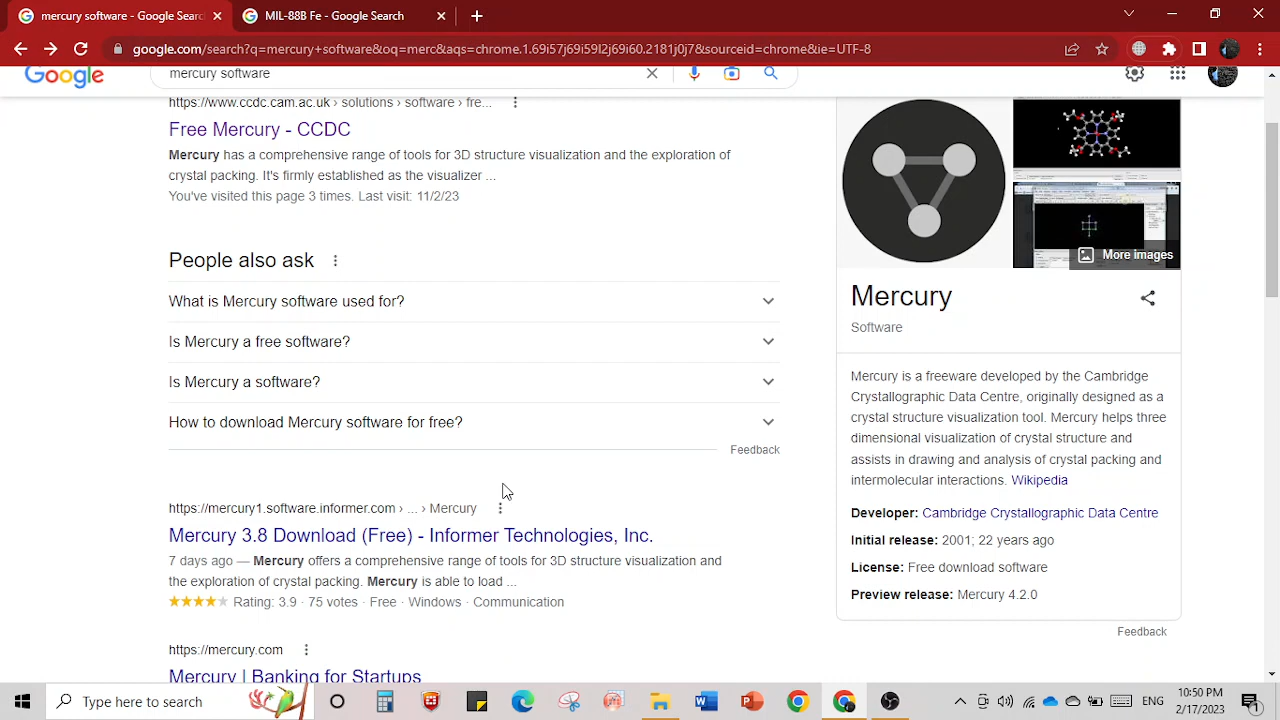 mercury software - Google Search
MIL-88B Fe - Google Search
google.com/search?q=mercury+software&oq=merc&aqs=chrome.1.69i57j69i59l2j69i60.2181j0j7&sourceid=chrome&ie=UTF-8
Google
mercury software
https://www.ccdc.cam.ac.uk › solutions › software › fre...
Free Mercury - CCDC
Mercury has a comprehensive range of tools for 3D structure visualization and the exploration of
crystal packing. It's firmly established as the visualizer ...
You've visited this page 3 times. Last visit: 11/2/23
People also ask
What is Mercury software used for?
Is Mercury a free software?
Is Mercury a software?
How to download Mercury software for free?
Feedback
https://mercury1.software.informer.com › ... › Mercury
Mercury 3.8 Download (Free) - Informer Technologies, Inc.
7 days ago — Mercury offers a comprehensive range of tools for 3D structure visualization and
the exploration of crystal packing. Mercury is able to load ...
Rating: 3.9 · 75 votes · Free · Windows · Communication
https://mercury.com
Mercury | Banking for Startups
More images
Mercury
Software
Mercury is a freeware developed by the Cambridge
Crystallographic Data Centre, originally designed as a
crystal structure visualization tool. Mercury helps three
dimensional visualization of crystal structure and
assists in drawing and analysis of crystal packing and
intermolecular interactions. Wikipedia
Developer: Cambridge Crystallographic Data Centre
Initial release: 2001; 22 years ago
License: Free download software
Preview release: Mercury 4.2.0
Feedback
Type here to search
ENG
10:50 PM
2/17/2023